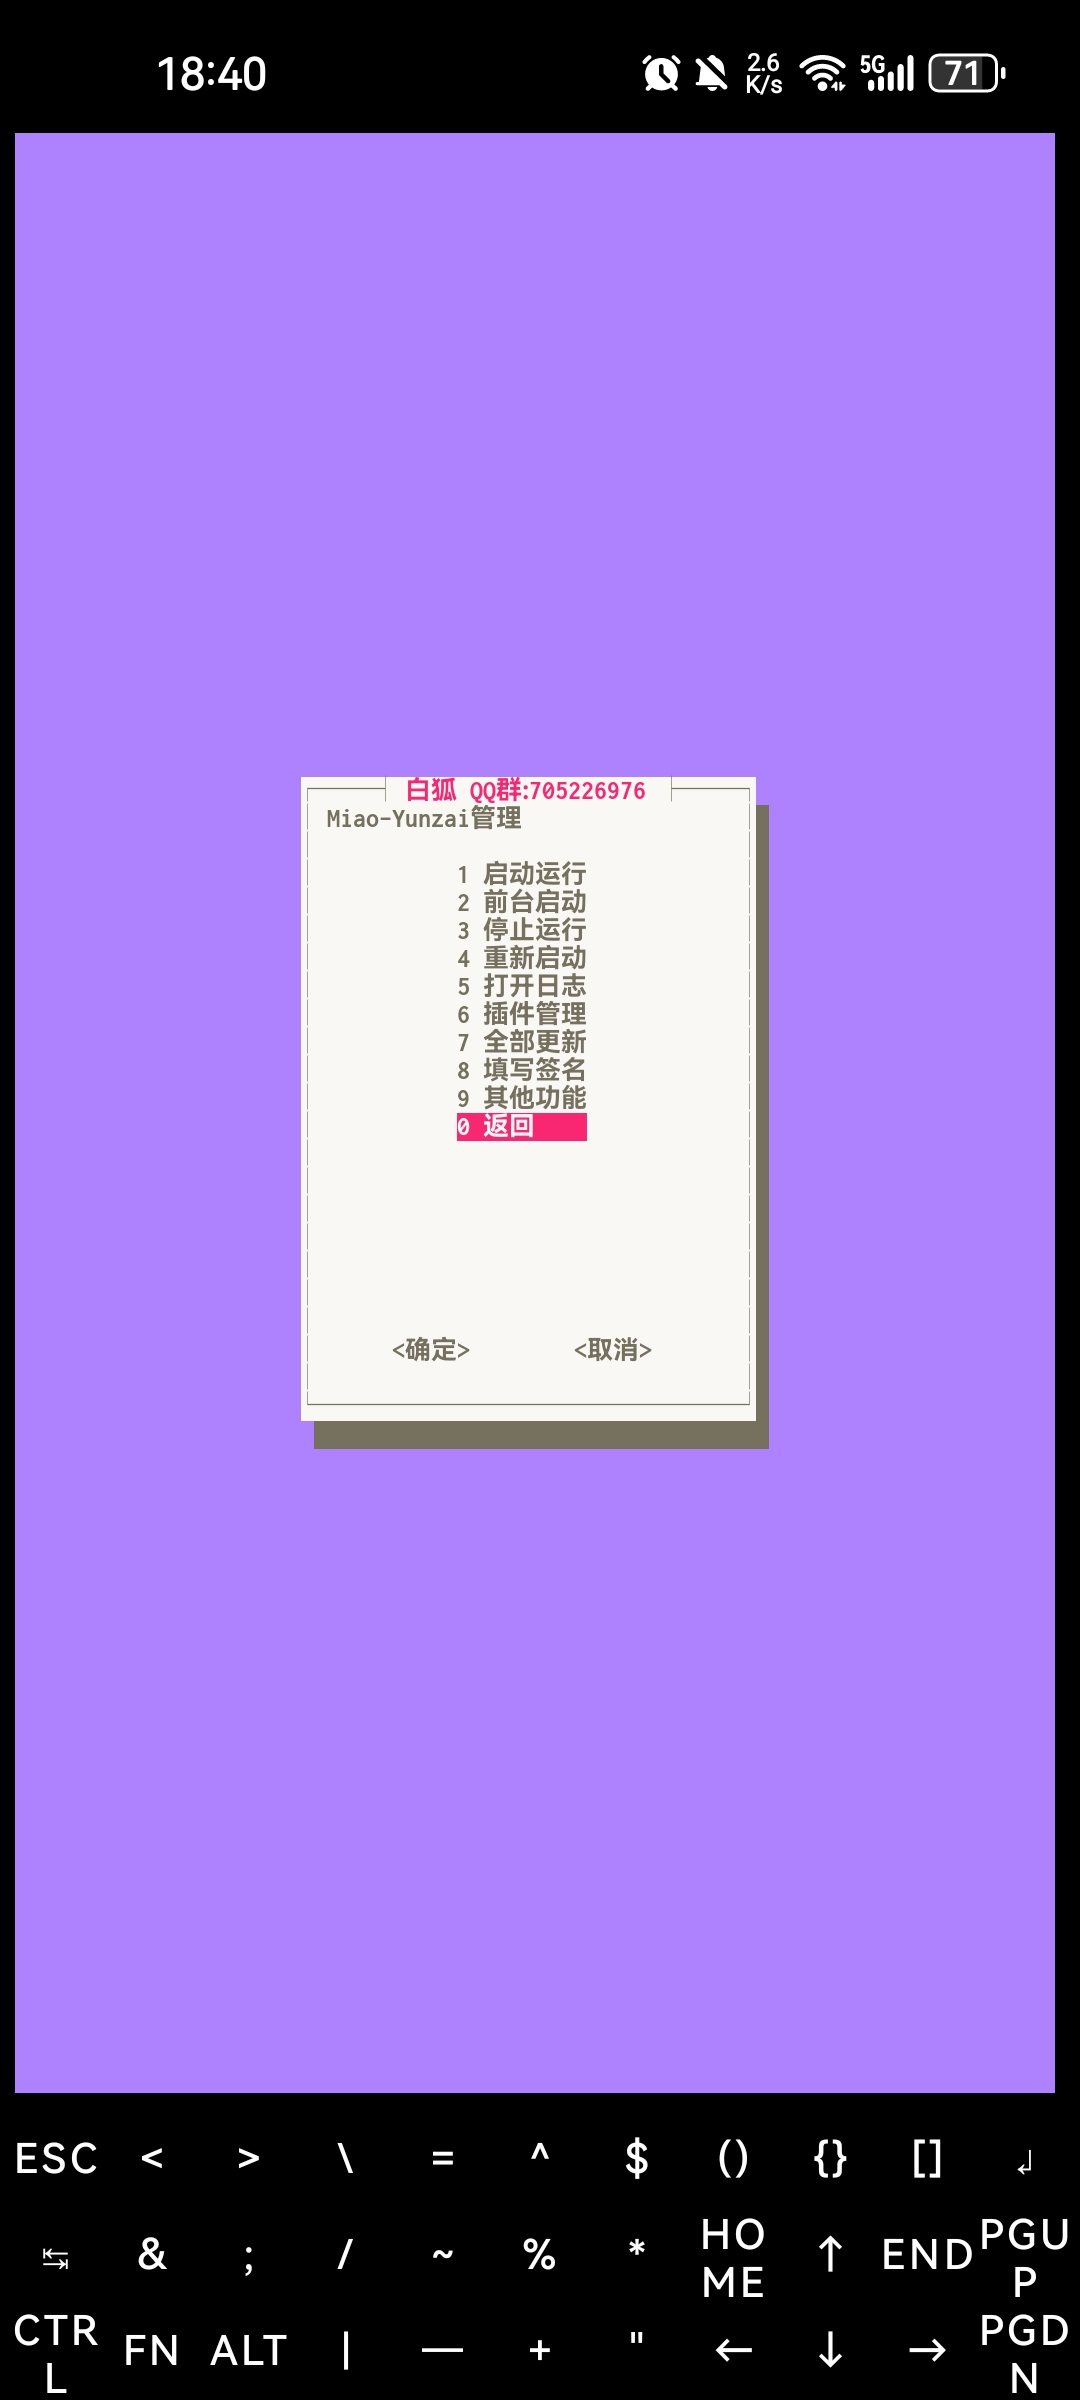 18:40
2.6
K/s
5G
71
白狐 QQ群:705226976
Miao-Yunzai管理
1 启动运行
2 前台启动
3 停止运行
4 重新启动
5 打开日志
6 插件管理
7 全部更新
8 填写签名
9 其他功能
0 返回
<确定> <取消>
ESC < > \ = ^ $ () {} [] ↲
↹ & ; / ~ % * HOME ↑ END PGUP
CTRL FN ALT | — + " ← ↓ → PGDN